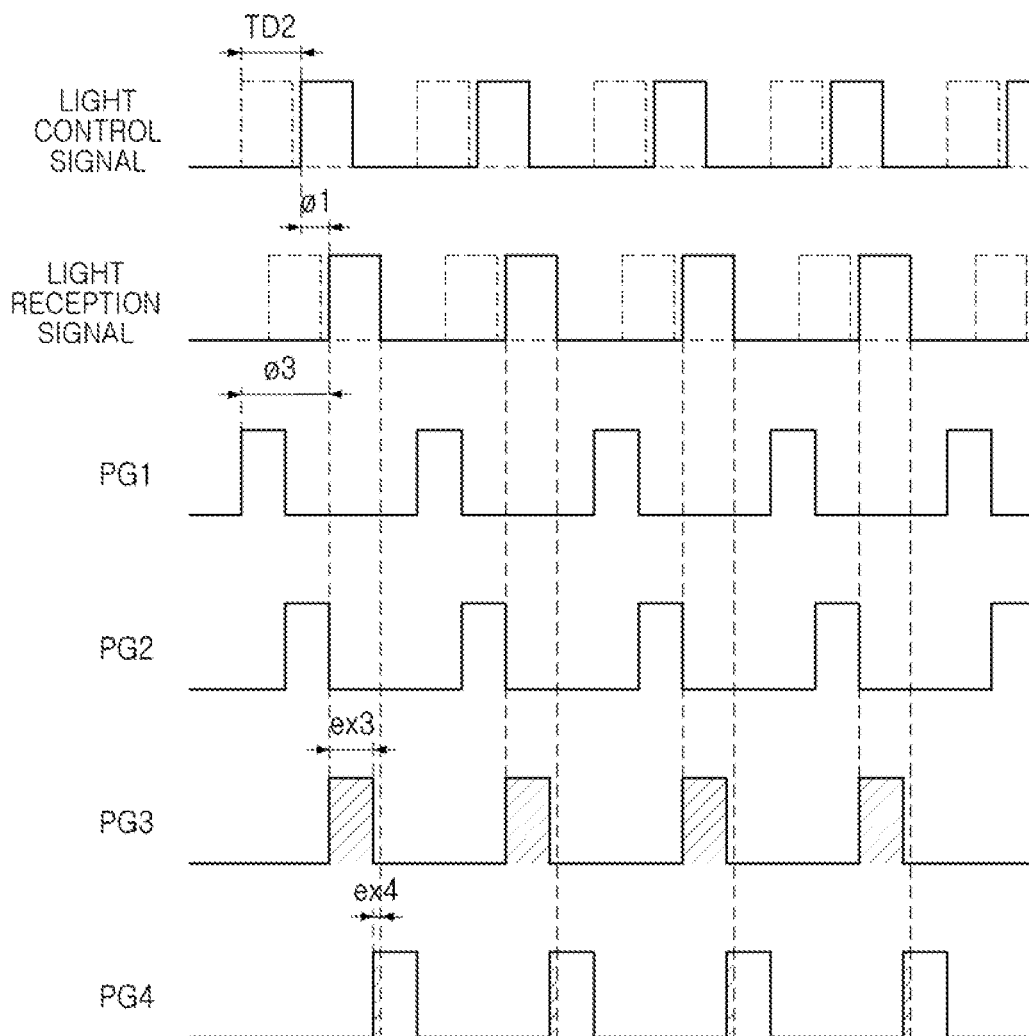 TD2
LIGHT
CONTROL
SIGNAL
ø1
LIGHT
RECEPTION
SIGNAL
ø3
PG1
PG2
ex3
PG3
ex4
PG4